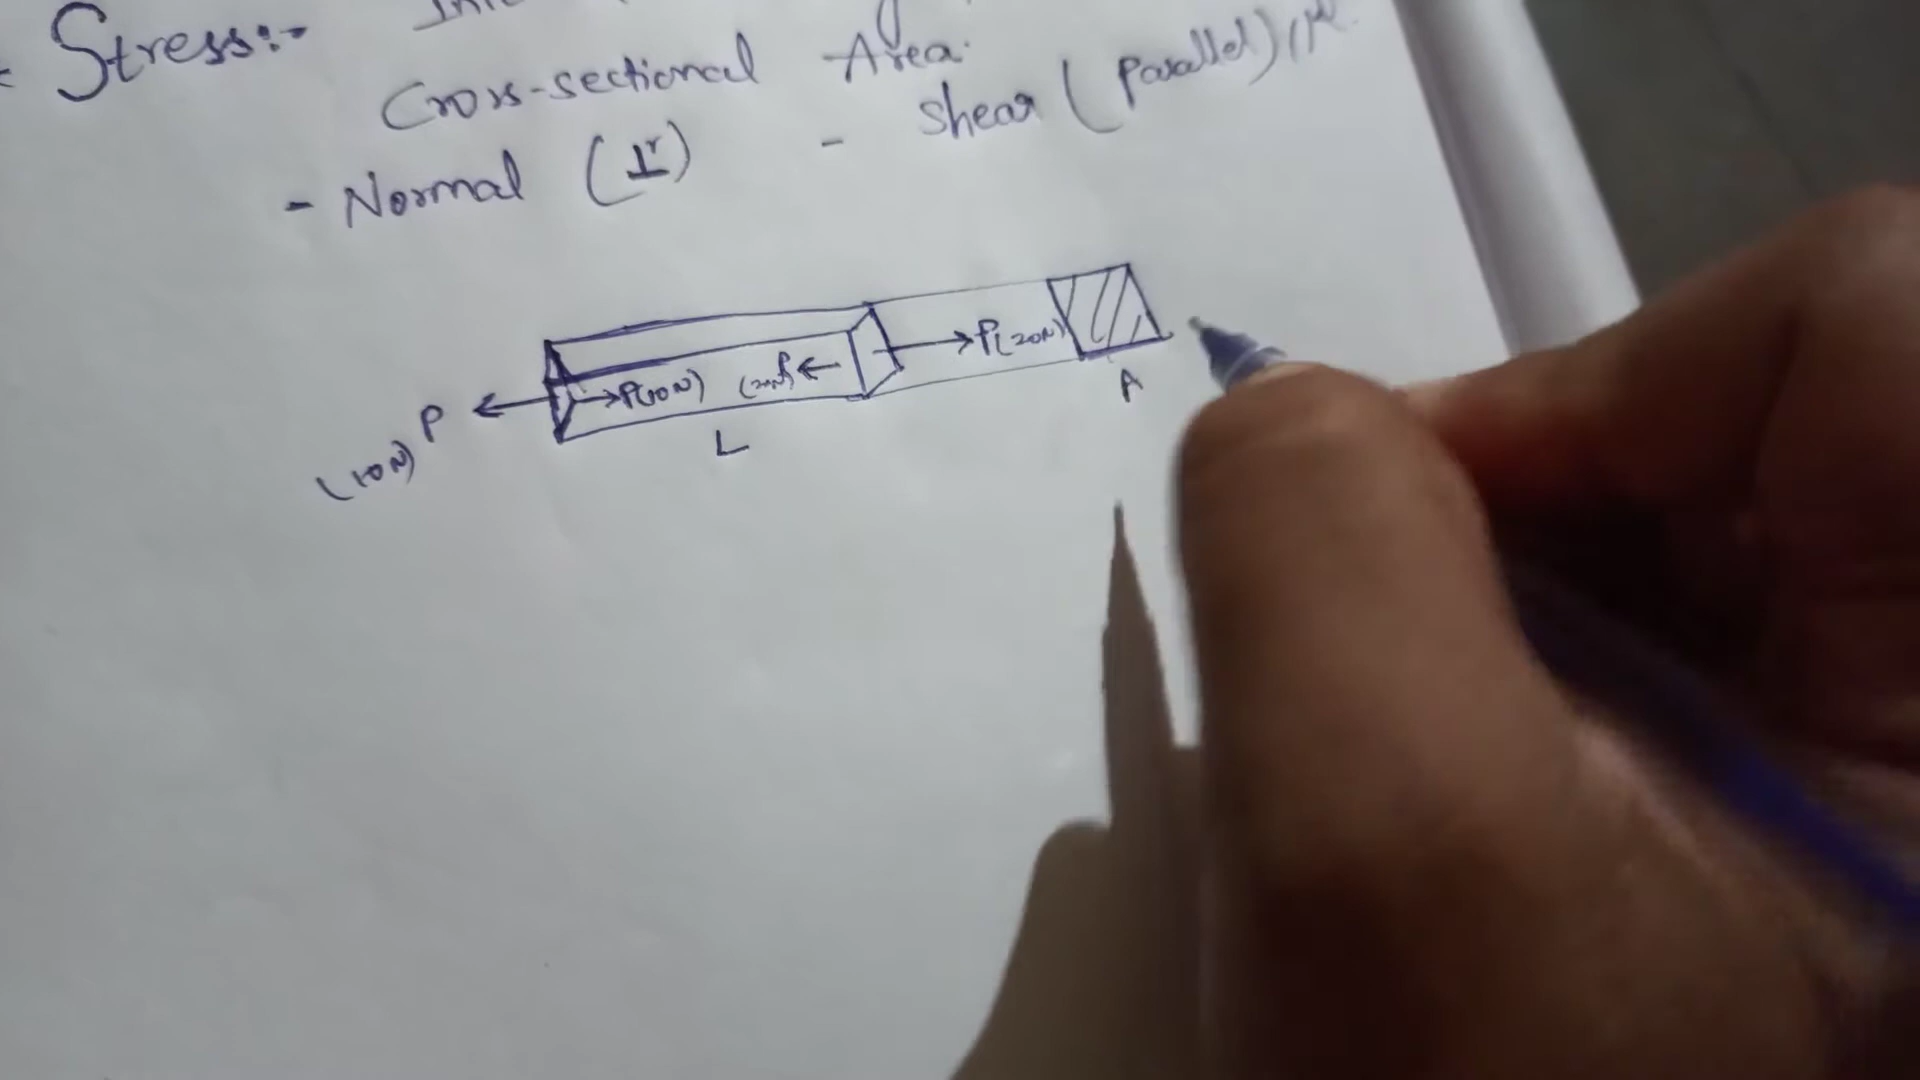 Stress:-
Cross-sectional Area.
- Normal (⊥r) - Shear (parallel)
P(20N)
P(10N) (20N)P
A
P
(10N)
L